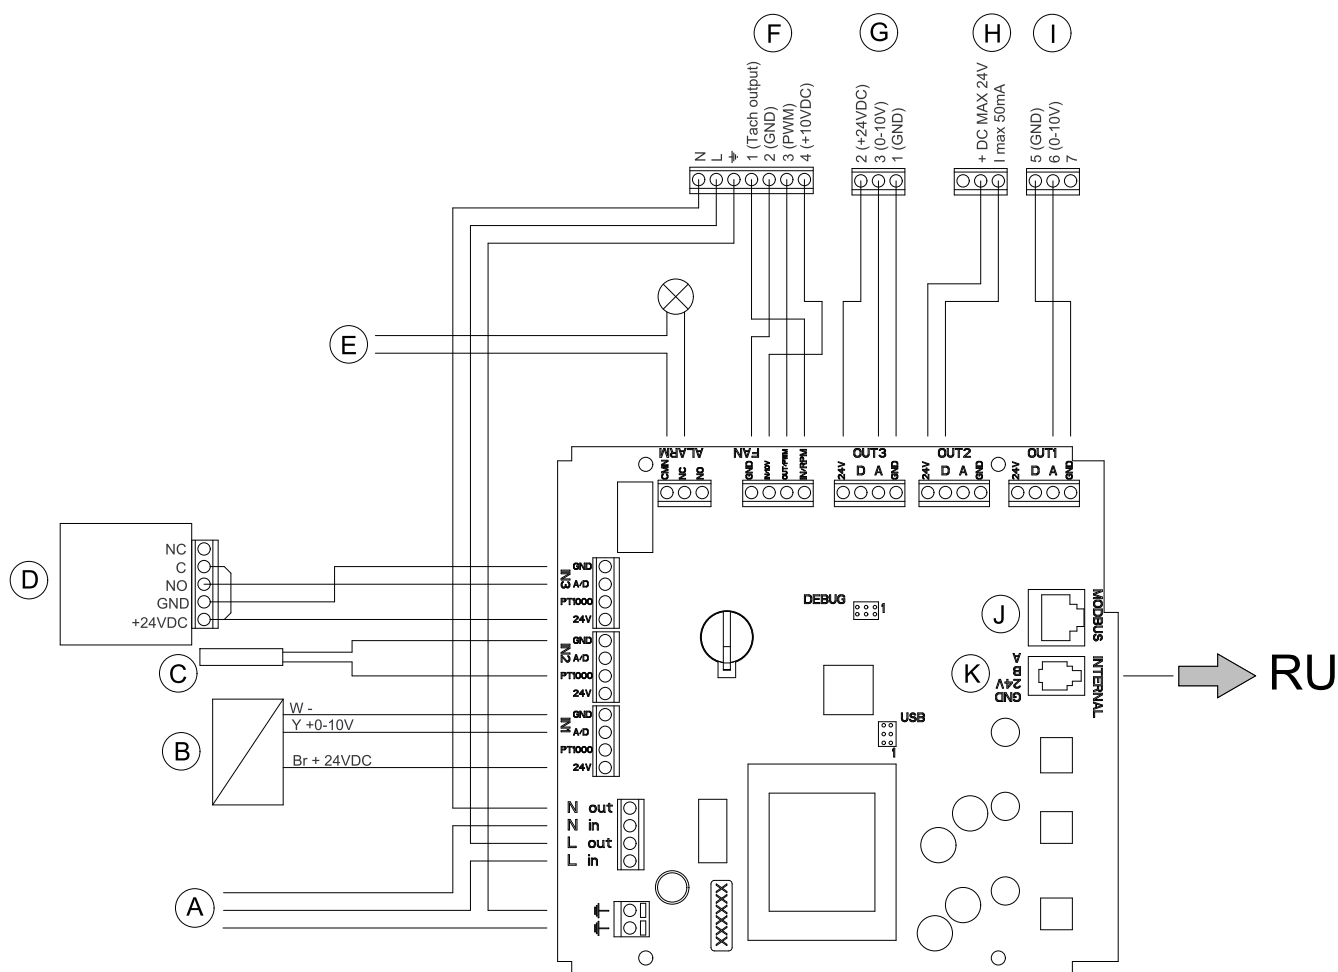 F
G
H
I
N
L
1 (Tach output)
2 (GND)
3 (PWM)
4 (+10VDC)
2 (+24VDC)
3 (0-10V)
1 (GND)
+ DC MAX 24V
I max 50mA
5 (GND)
6 (0-10V)
7
E
ALARM
FAN
OUT3
OUT2
OUT1
CMN
NC
NO
GND
IN/10V
OUT/PWM
IN/RPM
24V
D
A
GND
24V
D
A
GND
24V
D
A
GND
D
NC
C
NO
GND
+24VDC
IN3
GND
A/D
PT1000
24V
DEBUG
1
J
MODBUS
C
IN2
GND
A/D
PT1000
24V
K
A
B
24V
GND
INTERNAL
RU
B
W -
Y +0-10V
Br + 24VDC
IN1
GND
A/D
PT1000
24V
USB
1
N out
N in
L out
L in
A
XXXXXX